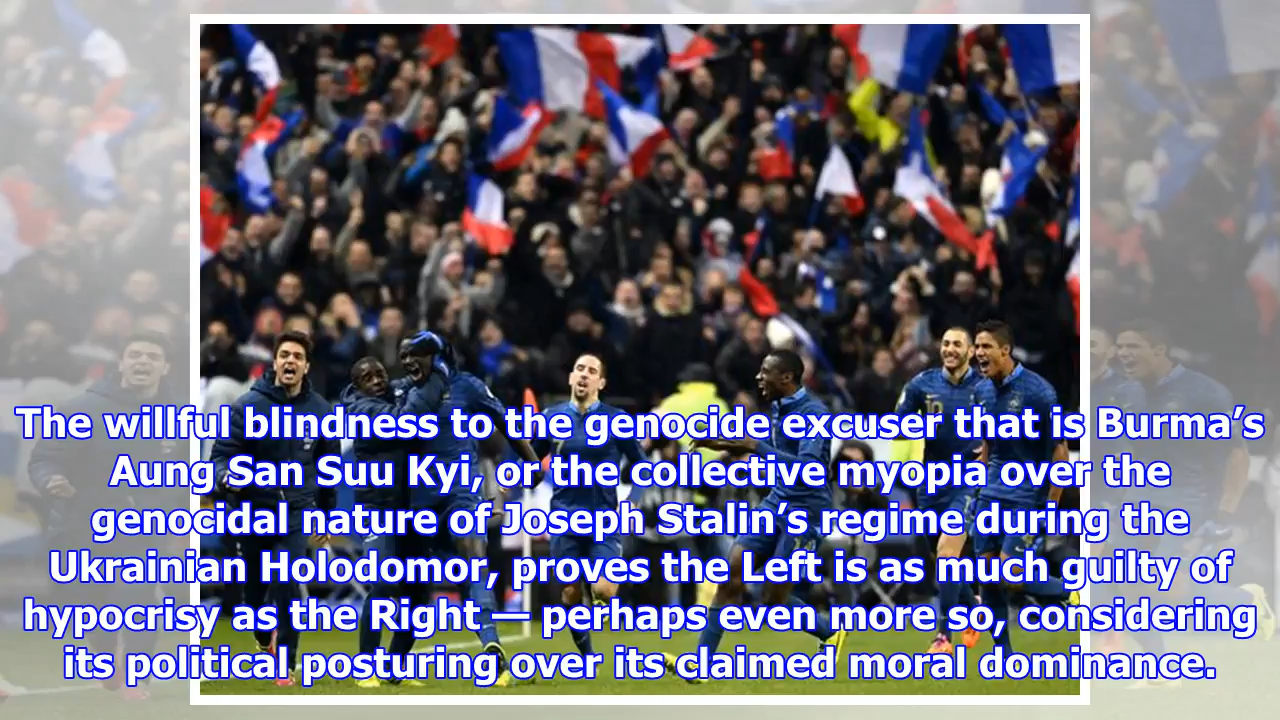 The willful blindness to the genocide excuser that is Burma’s
Aung San Suu Kyi, or the collective myopia over the
genocidal nature of Joseph Stalin’s regime during the
Ukrainian Holodomor, proves the Left is as much guilty of
hypocrisy as the Right — perhaps even more so, considering
its political posturing over its claimed moral dominance.